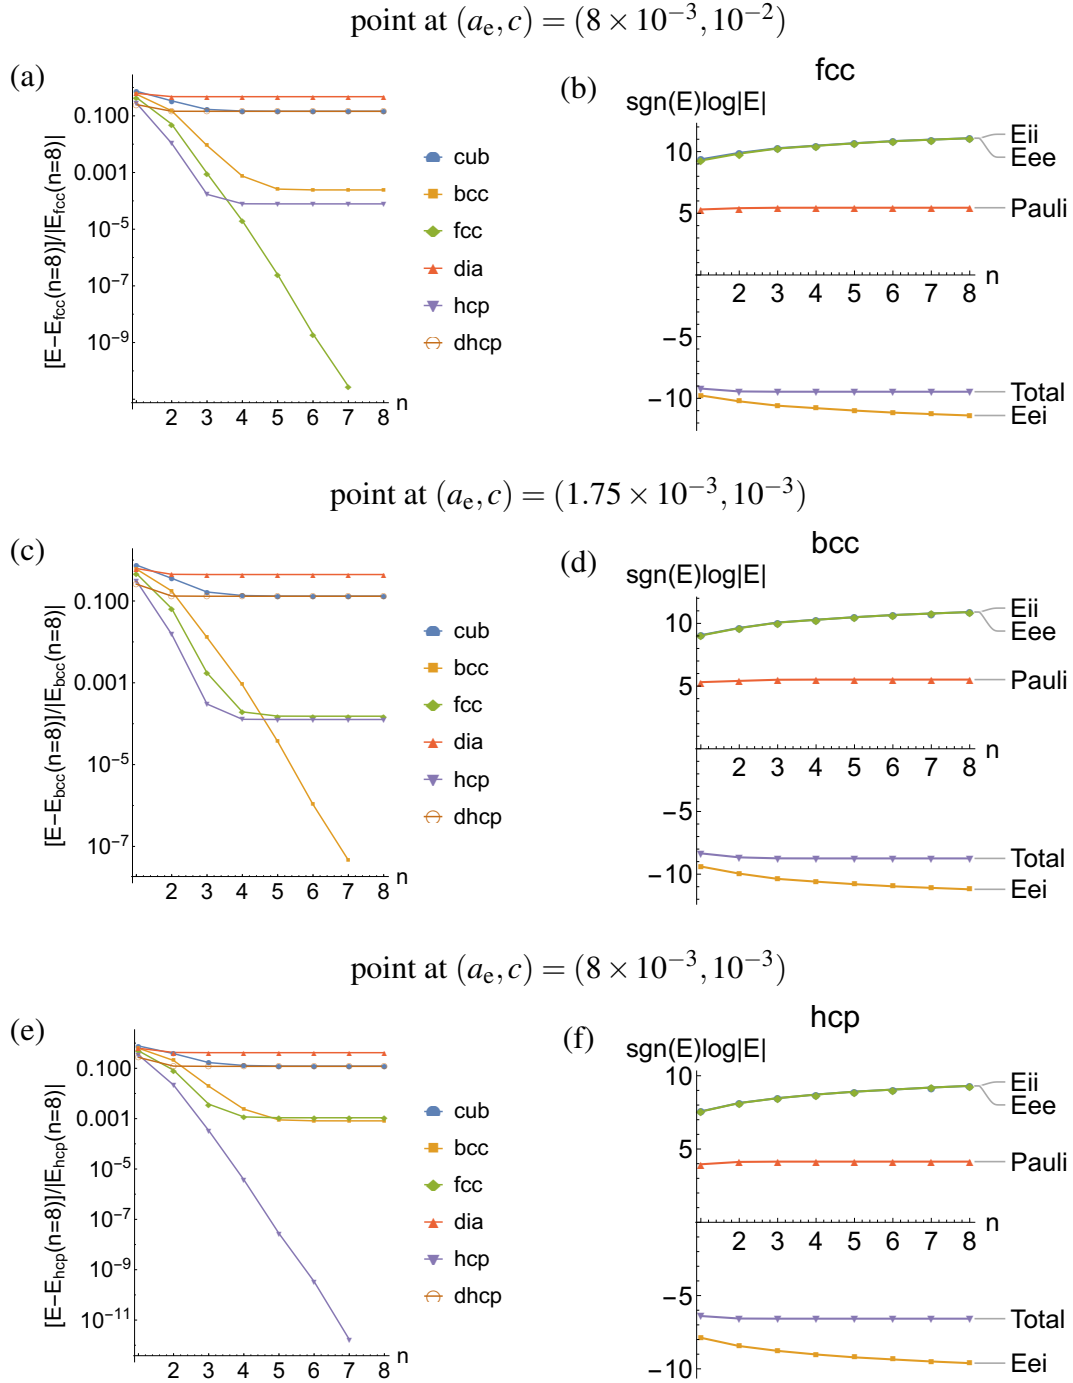 point at (aₑ, c) = (8 × 10⁻³, 10⁻²)
(a)
[E−E_fcc(n=8)]/|E_fcc(n=8)|
0.100
0.001
10⁻⁵
10⁻⁷
10⁻⁹
2 3 4 5 6 7 8 n
cub
bcc
fcc
dia
hcp
dhcp
(b)
fcc
sgn(E)log|E|
10
5
−5
−10
2 3 4 5 6 7 8 n
Eii
Eee
Pauli
Total
Eei
point at (aₑ, c) = (1.75 × 10⁻³, 10⁻³)
(c)
[E−E_bcc(n=8)]/|E_bcc(n=8)|
0.100
0.001
10⁻⁵
10⁻⁷
2 3 4 5 6 7 8 n
cub
bcc
fcc
dia
hcp
dhcp
(d)
bcc
sgn(E)log|E|
10
5
−5
−10
2 3 4 5 6 7 8 n
Eii
Eee
Pauli
Total
Eei
point at (aₑ, c) = (8 × 10⁻³, 10⁻³)
(e)
[E−E_hcp(n=8)]/|E_hcp(n=8)|
0.100
0.001
10⁻⁵
10⁻⁷
10⁻⁹
10⁻¹¹
2 3 4 5 6 7 8 n
cub
bcc
fcc
dia
hcp
dhcp
(f)
hcp
sgn(E)log|E|
10
5
−5
−10
2 3 4 5 6 7 8 n
Eii
Eee
Pauli
Total
Eei